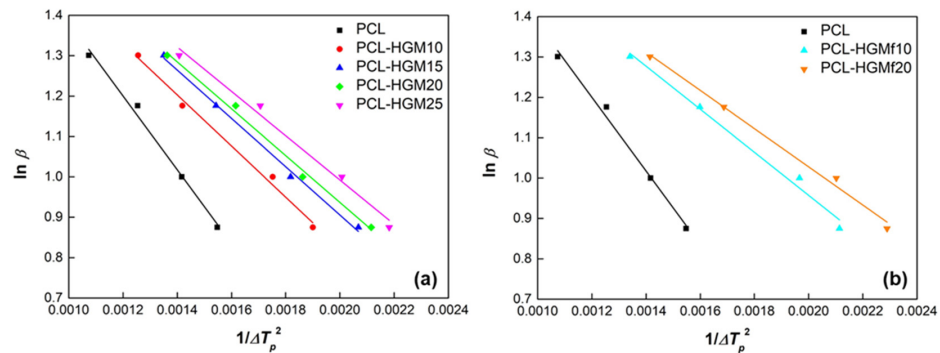 1.4
1.3
1.2
1.1
1.0
0.9
0.8
0.7
ln β
PCL
PCL-HGM10
PCL-HGM15
PCL-HGM20
PCL-HGM25
(a)
0.0010 0.0012 0.0014 0.0016 0.0018 0.0020 0.0022 0.0024
1/ΔTₚ²
1.4
1.3
1.2
1.1
1.0
0.9
0.8
0.7
ln β
PCL
PCL-HGMf10
PCL-HGMf20
(b)
0.0010 0.0012 0.0014 0.0016 0.0018 0.0020 0.0022 0.0024
1/ΔTₚ²